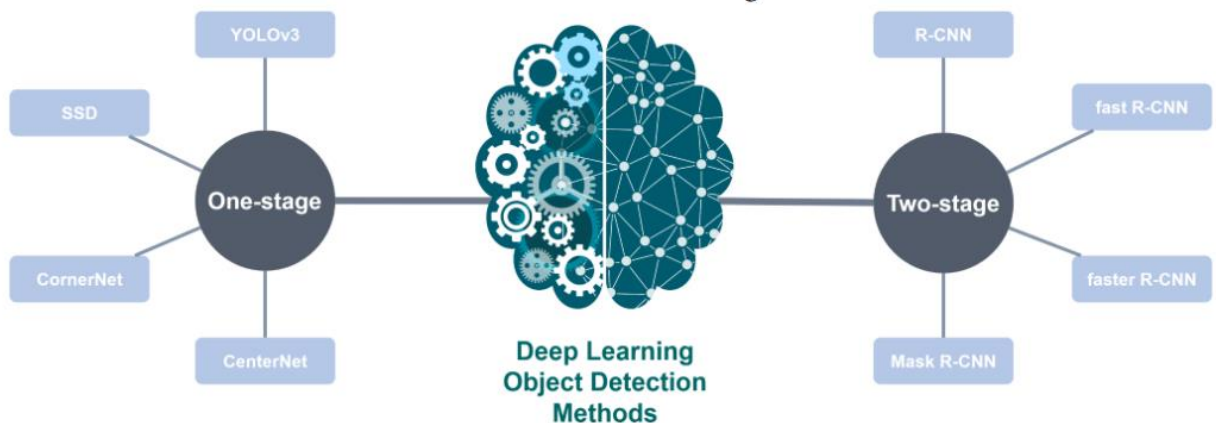 YOLOv3
SSD
One-stage
CornerNet
CenterNet
Deep Learning
Object Detection
Methods
R-CNN
fast R-CNN
Two-stage
faster R-CNN
Mask R-CNN